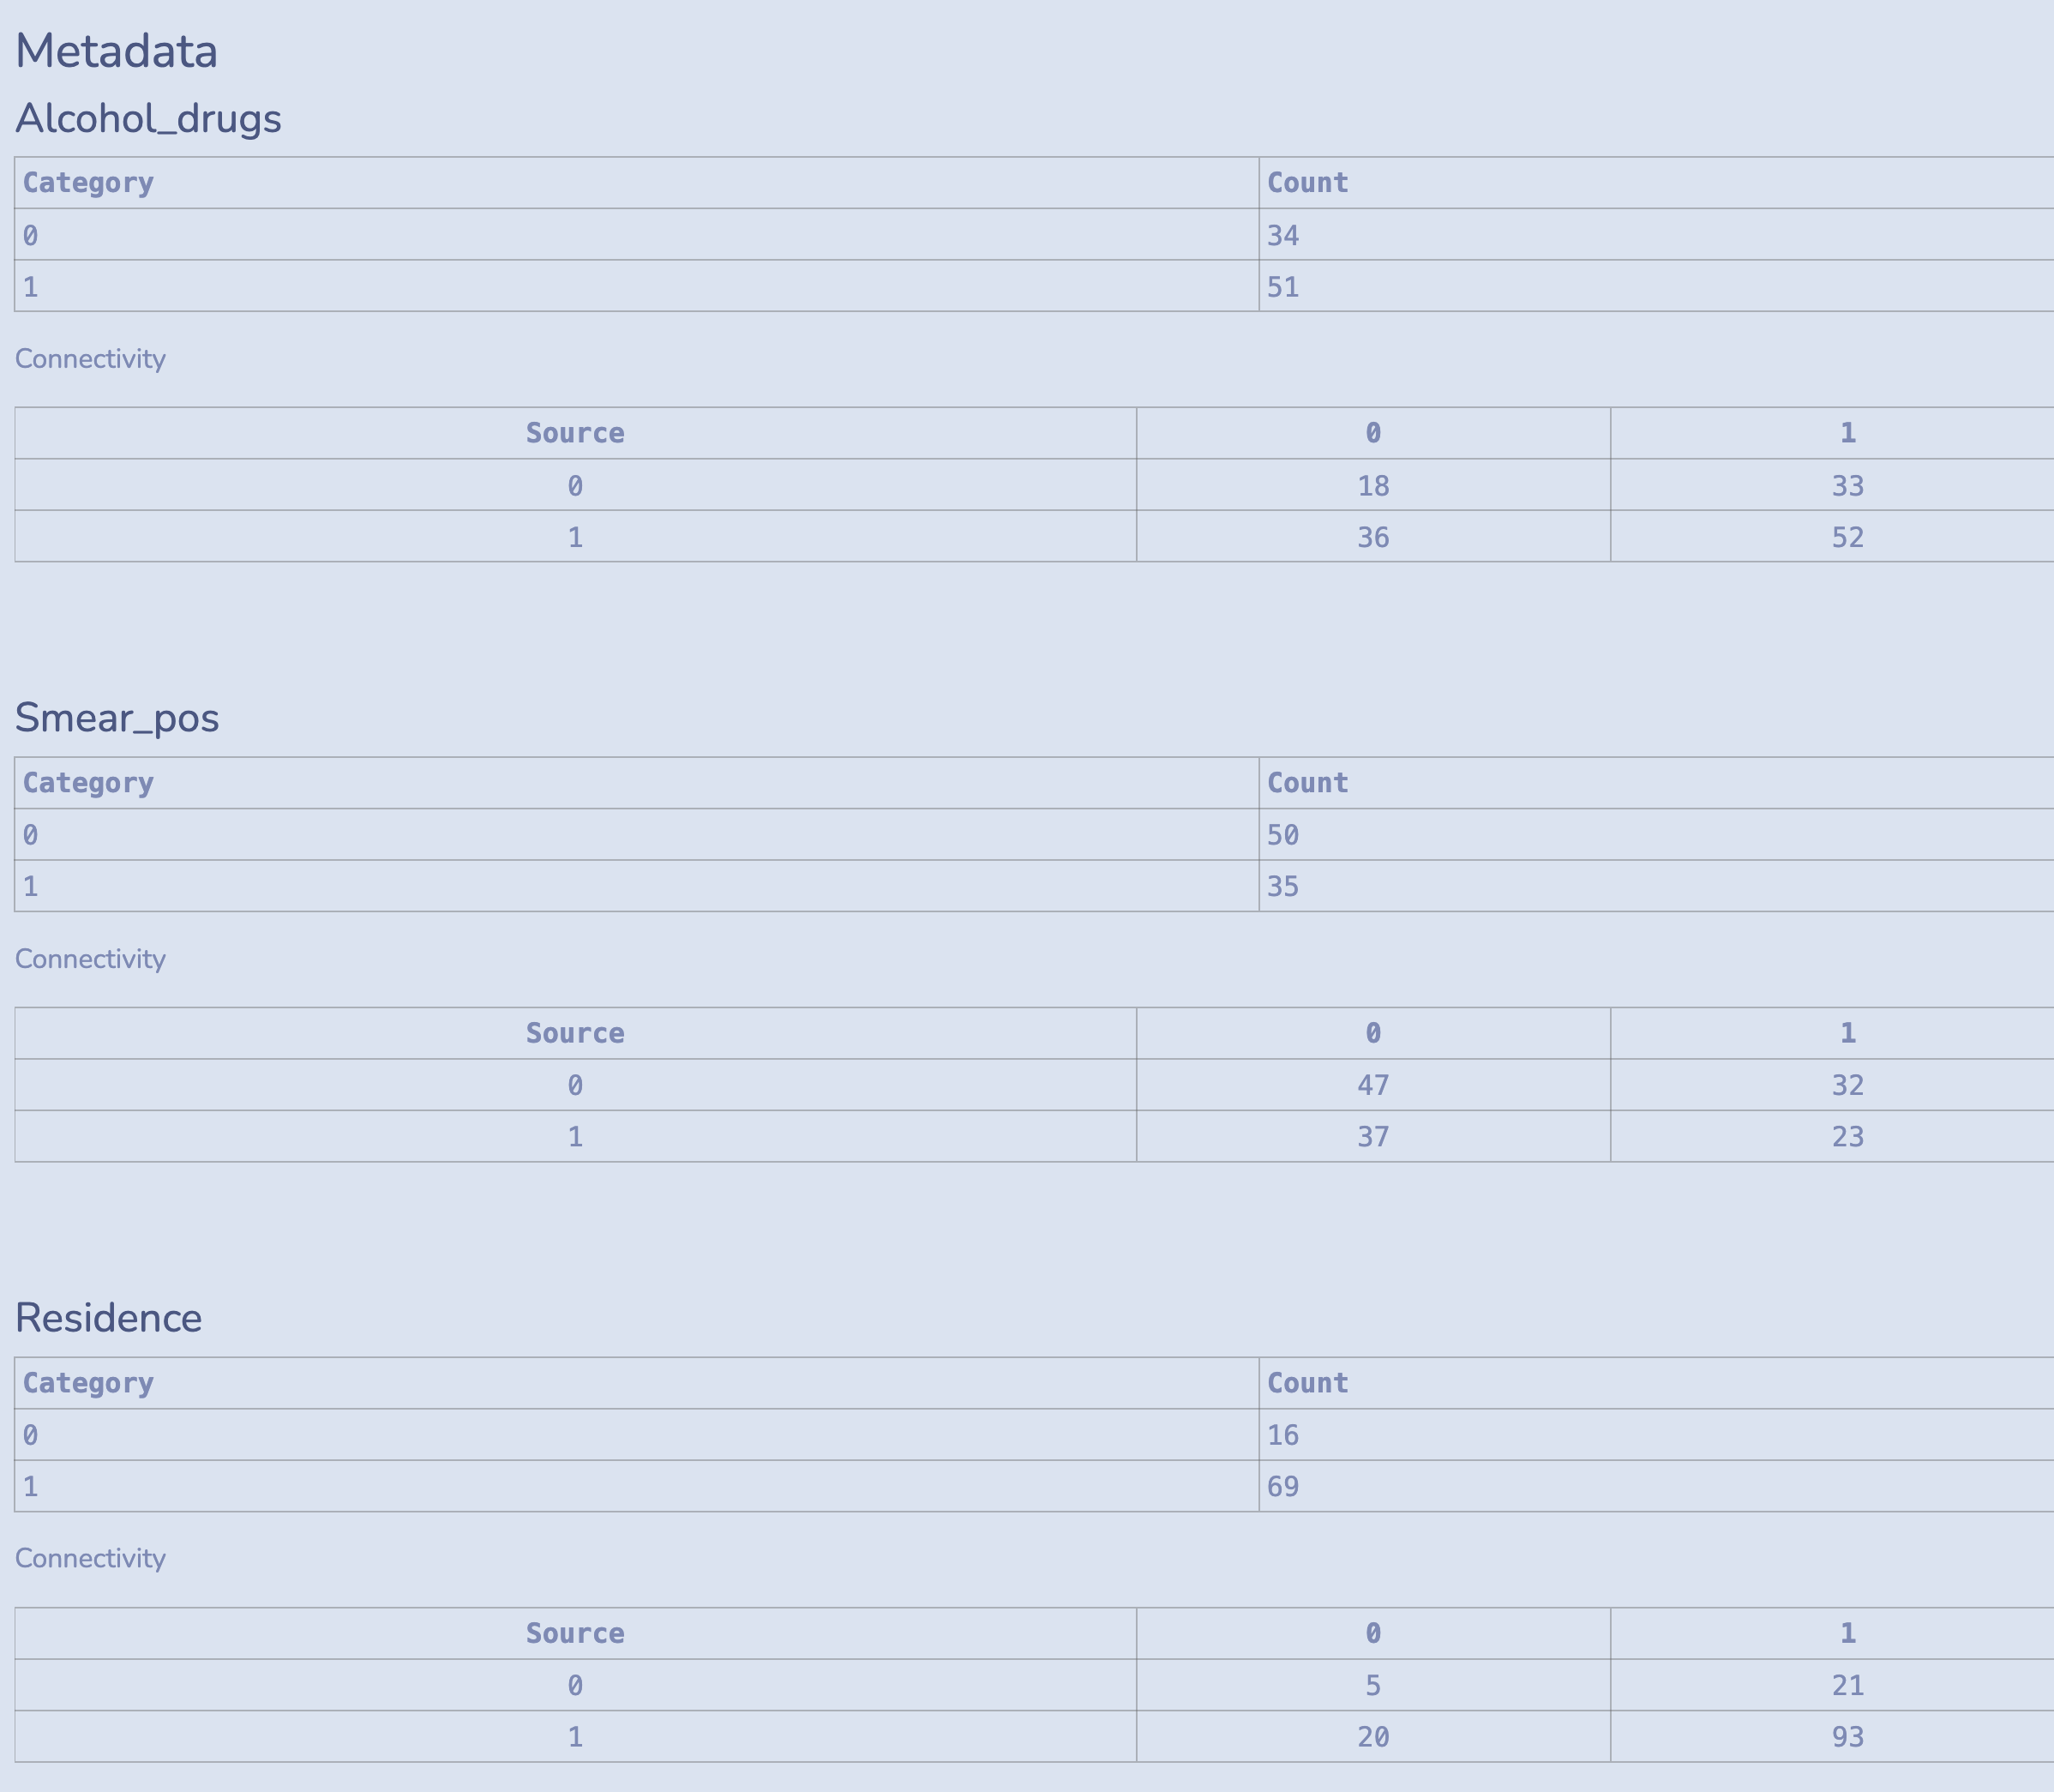 Metadata
Alcohol_drugs
Category Count
0 34
1 51
Connectivity
Source 0 1
0 18 33
1 36 52
Smear_pos
Category Count
0 50
1 35
Connectivity
Source 0 1
0 47 32
1 37 23
Residence
Category Count
0 16
1 69
Connectivity
Source 0 1
0 5 21
1 20 93